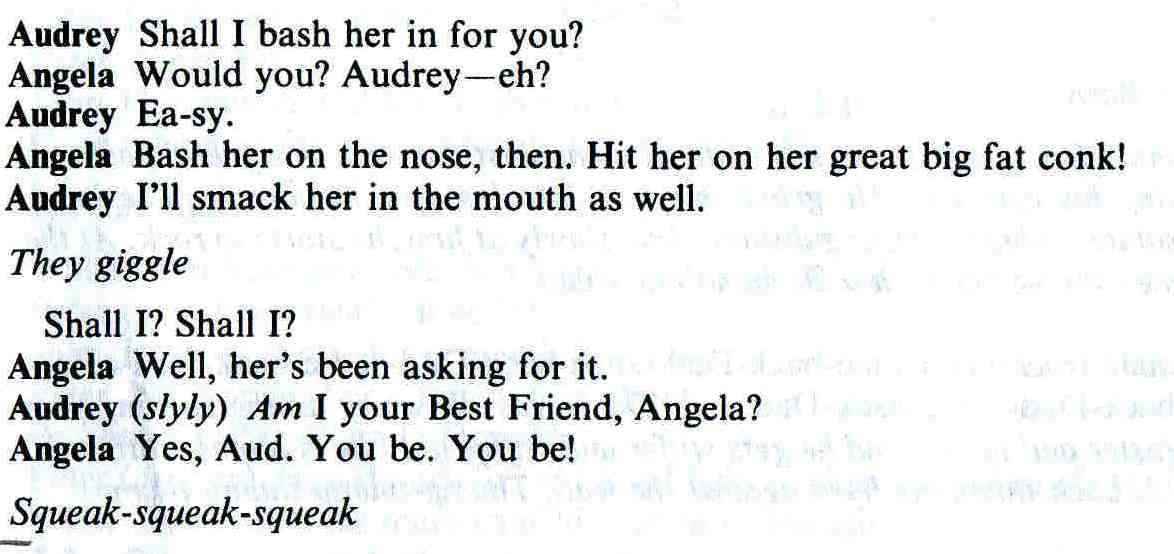 Audrey Shall I bash her in for you?
Angela Would you? Audrey—eh?
Audrey Ea-sy.
Angela Bash her on the nose, then. Hit her on her great big fat conk!
Audrey I'll smack her in the mouth as well.
They giggle
Shall I? Shall I?
Angela Well, her's been asking for it.
Audrey (slyly) Am I your Best Friend, Angela?
Angela Yes, Aud. You be. You be!
Squeak-squeak-squeak